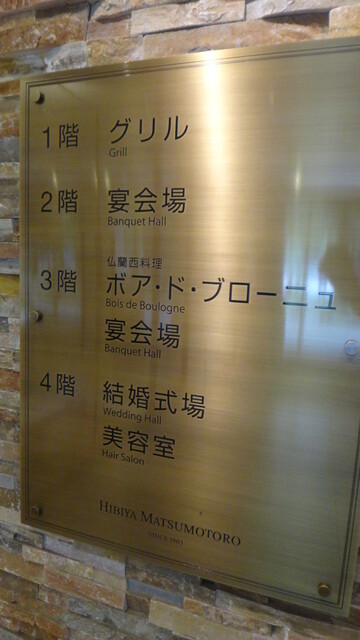 1階 グリル
Grill
2階 宴会場
Banquet Hall
仏蘭西料理
3階 ボア・ド・ブローニュ
Bois de Boulogne
宴会場
Banquet Hall
4階 結婚式場
Wedding Hall
美容室
Hair Salon
HIBIYA MATSUMOTORO
SINCE 1903